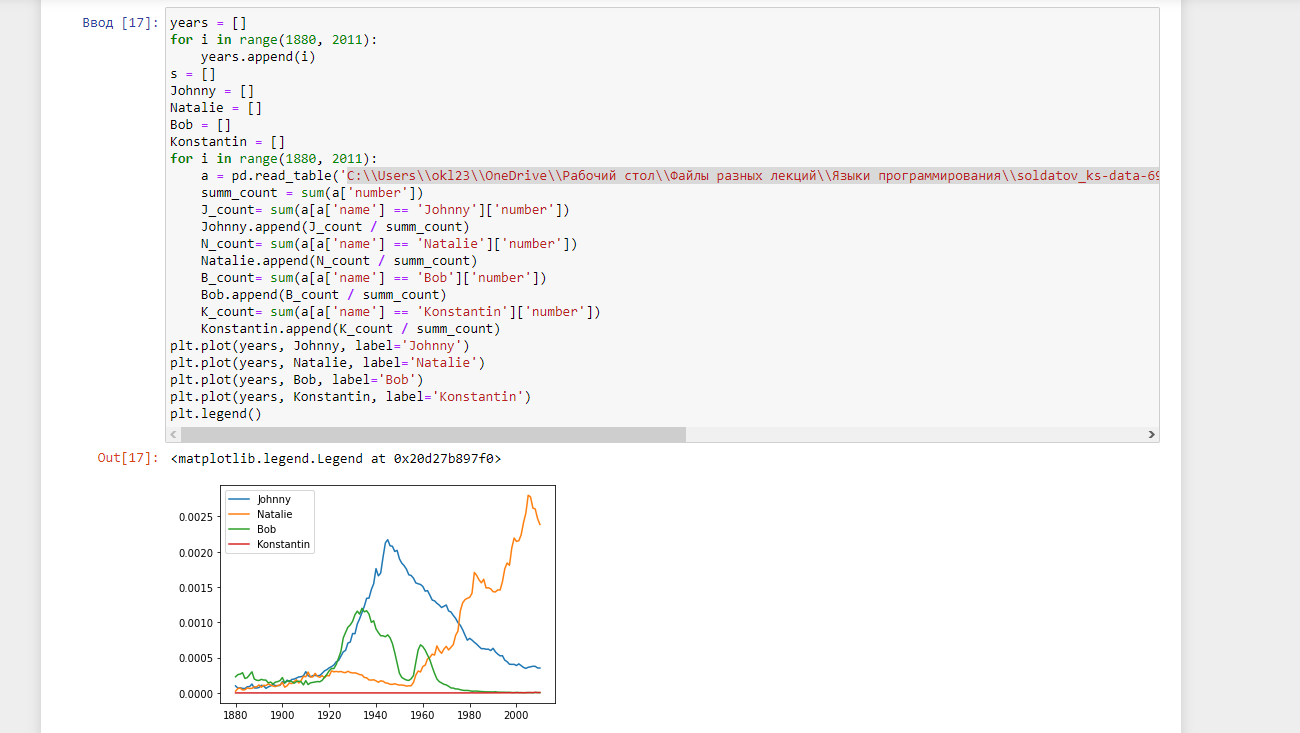 Ввод [17]:
years = []
for i in range(1880, 2011):
    years.append(i)
s = []
Johnny = []
Natalie = []
Bob = []
Konstantin = []
for i in range(1880, 2011):
    a = pd.read_table('C:\\Users\\okl23\\OneDrive\\Рабочий стол\\Файлы разных лекций\\Языки программирования\\soldatov_ks-data-69
    summ_count = sum(a['number'])
    J_count= sum(a[a['name'] == 'Johnny']['number'])
    Johnny.append(J_count / summ_count)
    N_count= sum(a[a['name'] == 'Natalie']['number'])
    Natalie.append(N_count / summ_count)
    B_count= sum(a[a['name'] == 'Bob']['number'])
    Bob.append(B_count / summ_count)
    K_count= sum(a[a['name'] == 'Konstantin']['number'])
    Konstantin.append(K_count / summ_count)
plt.plot(years, Johnny, label='Johnny')
plt.plot(years, Natalie, label='Natalie')
plt.plot(years, Bob, label='Bob')
plt.plot(years, Konstantin, label='Konstantin')
plt.legend()
Out[17]: <matplotlib.legend.Legend at 0x20d27b897f0>
Johnny
Natalie
Bob
Konstantin
0.0025
0.0020
0.0015
0.0010
0.0005
0.0000
1880 1900 1920 1940 1960 1980 2000